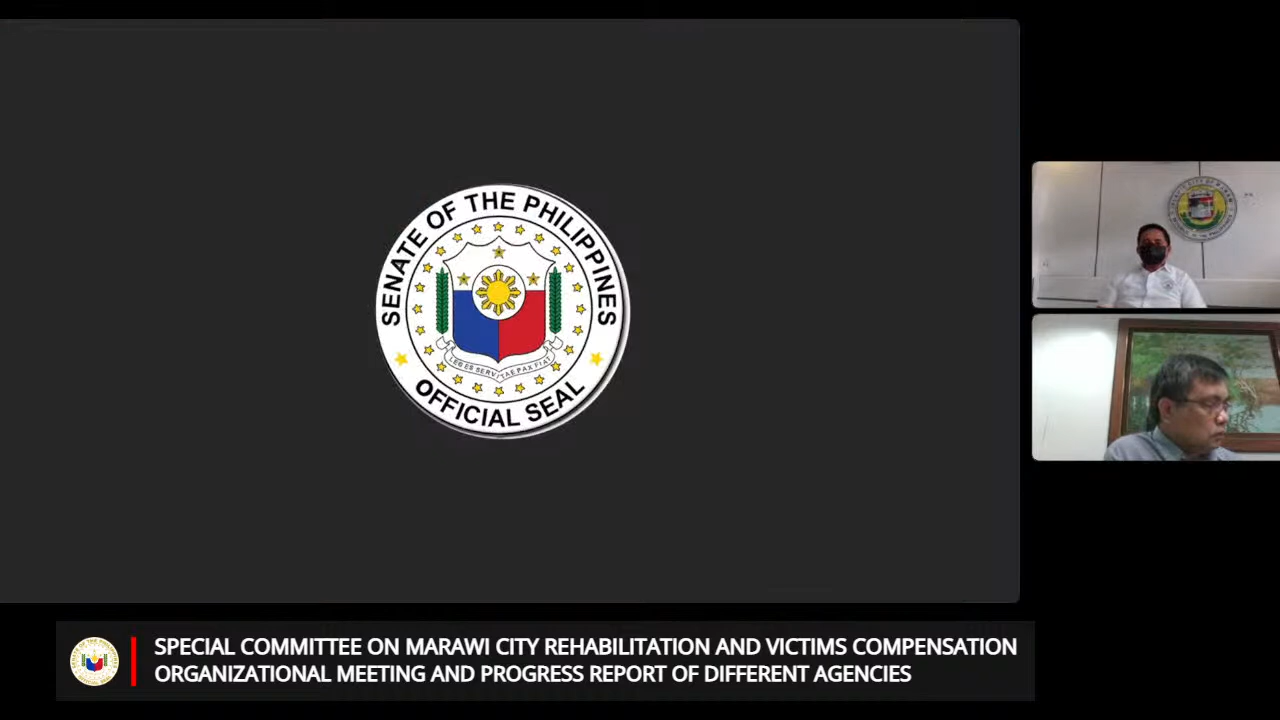 SENATE OF THE PHILIPPINES
OFFICIAL SEAL
SPECIAL COMMITTEE ON MARAWI CITY REHABILITATION AND VICTIMS COMPENSATION
ORGANIZATIONAL MEETING AND PROGRESS REPORT OF DIFFERENT AGENCIES